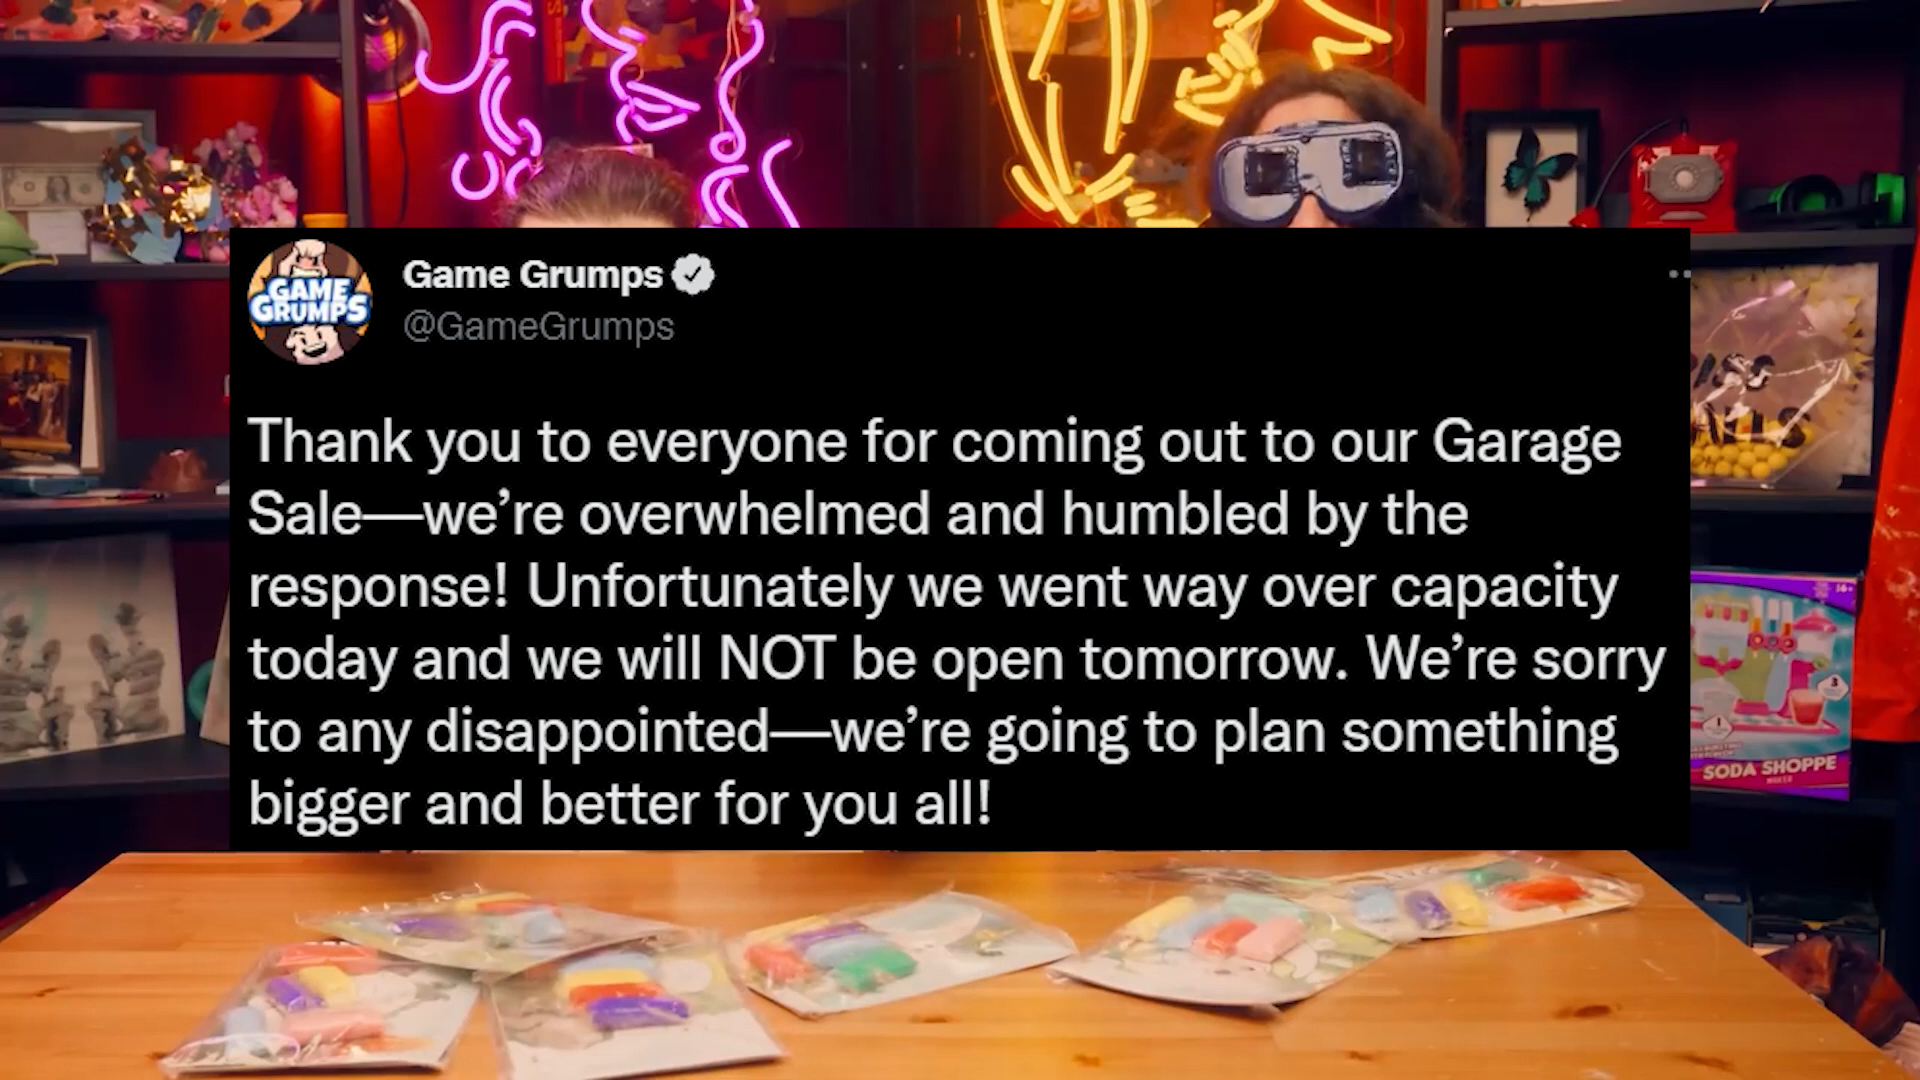 GAME
GRUMPS
Game Grumps
@GameGrumps
Thank you to everyone for coming out to our Garage
Sale—we’re overwhelmed and humbled by the
response! Unfortunately we went way over capacity
today and we will NOT be open tomorrow. We’re sorry
to any disappointed—we’re going to plan something
bigger and better for you all!
SODA SHOPPE
MAKER